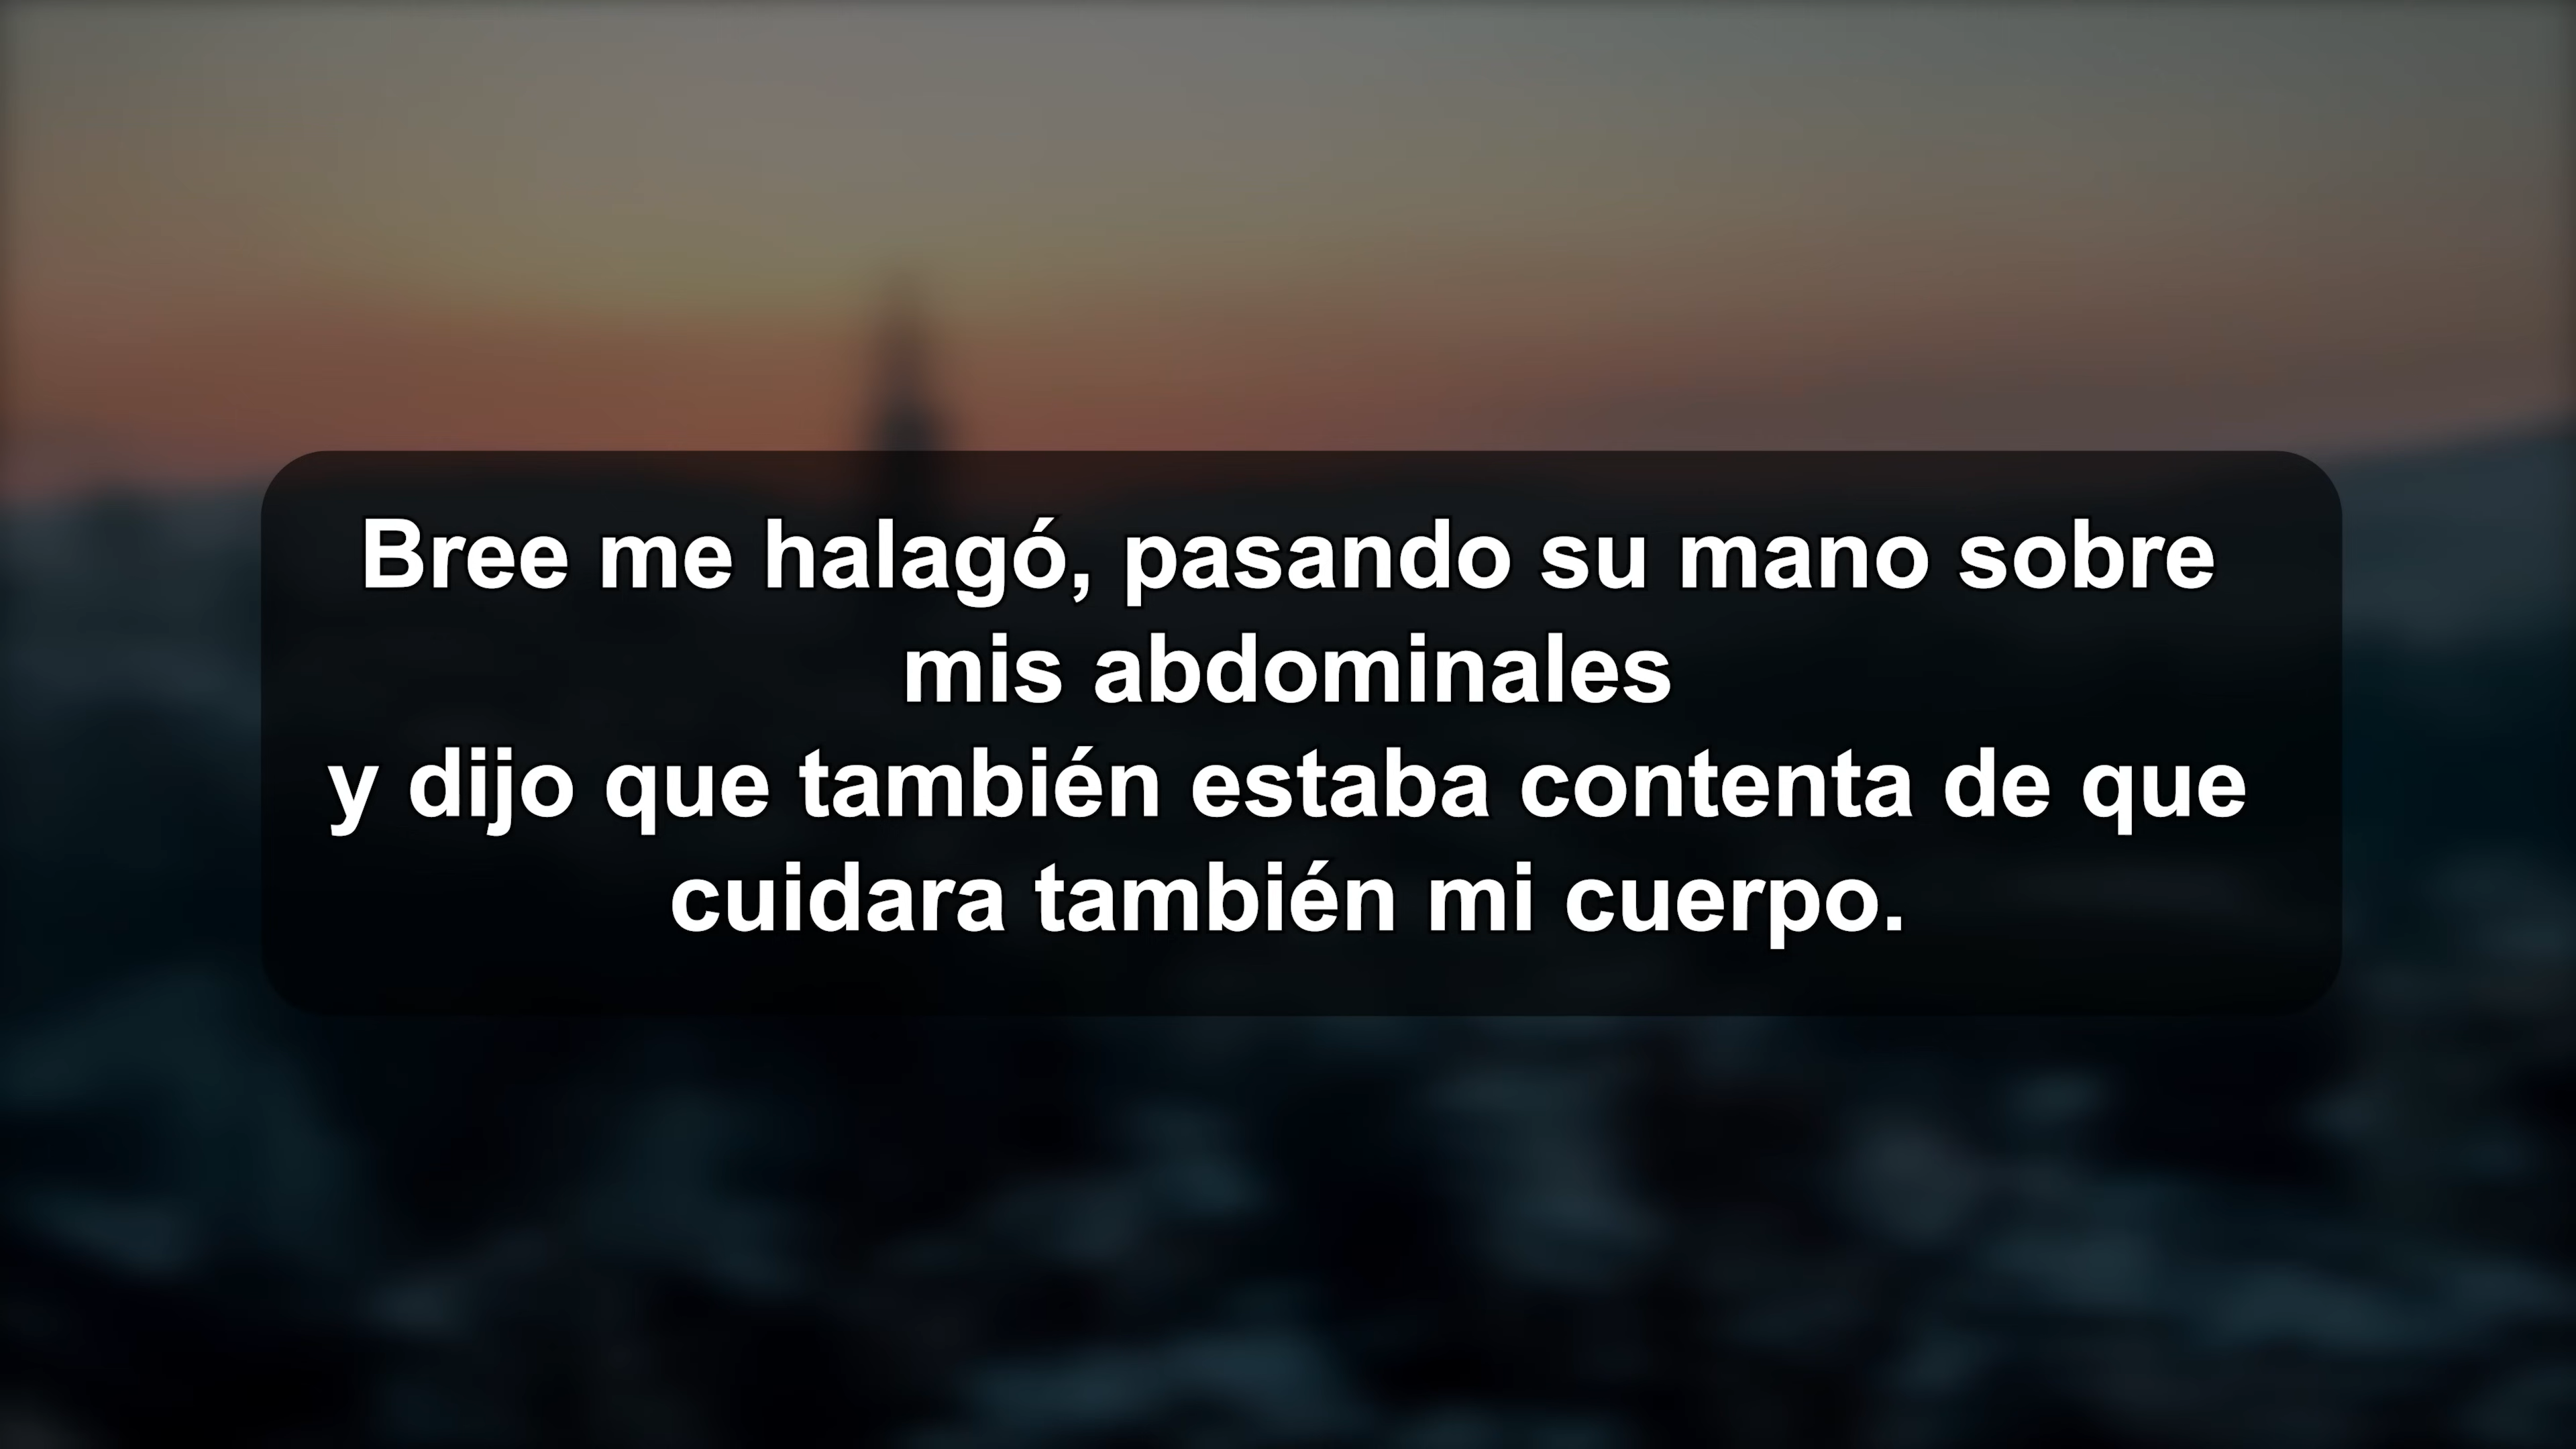 Bree me halagó, pasando su mano sobre
mis abdominales
y dijo que también estaba contenta de que
cuidara también mi cuerpo.